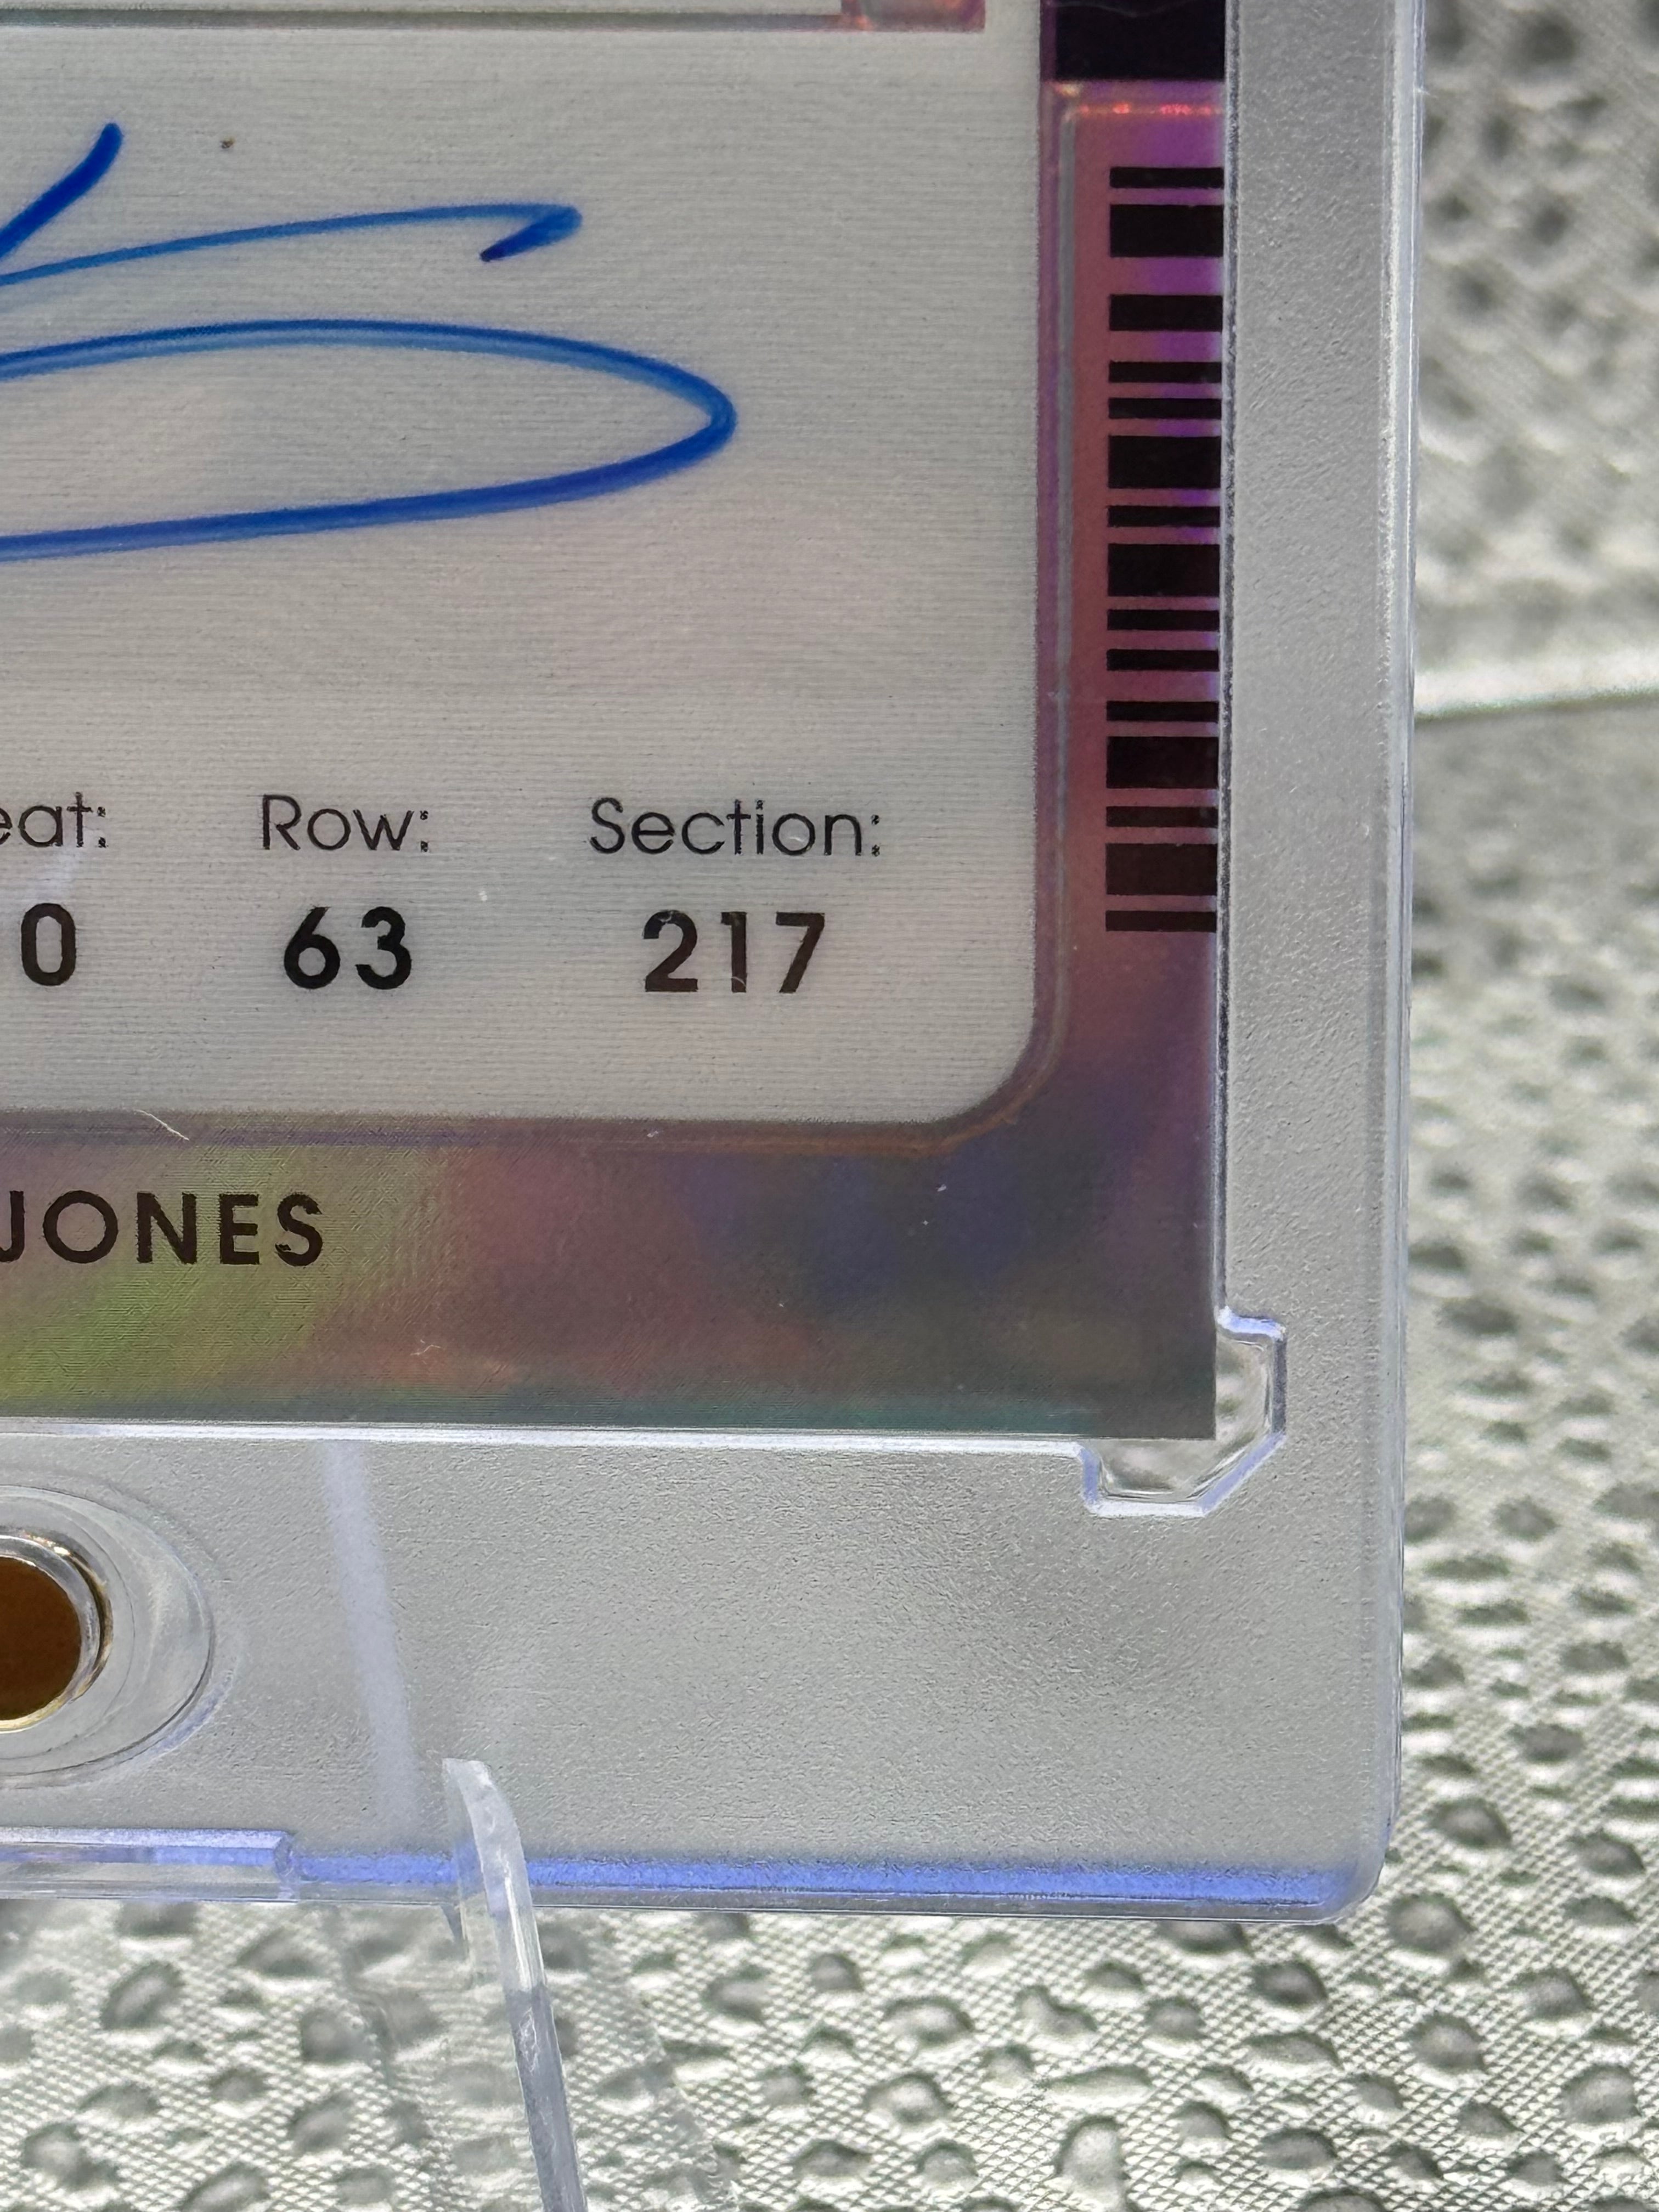 eat: Row: Section:
0 63 217
JONES